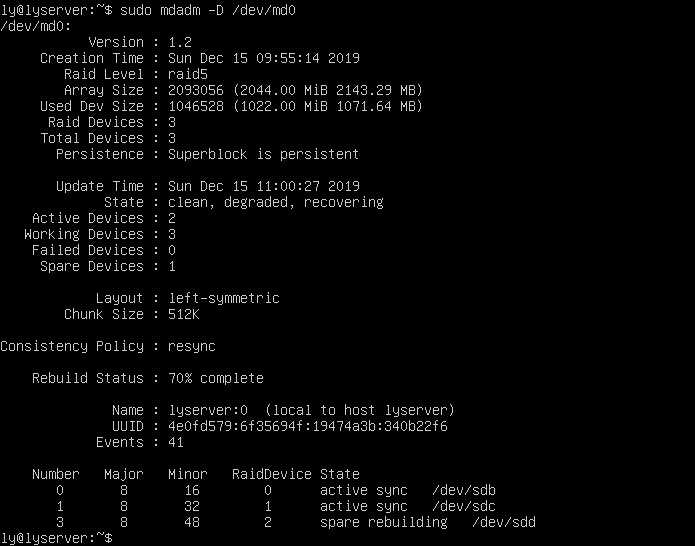 ly@lyserver:~$ sudo mdadm -D /dev/md0
/dev/md0:
Version : 1.2
Creation Time : Sun Dec 15 09:55:14 2019
Raid Level : raid5
Array Size : 2093056 (2044.00 MiB 2143.29 MB)
Used Dev Size : 1046528 (1022.00 MiB 1071.64 MB)
Raid Devices : 3
Total Devices : 3
Persistence : Superblock is persistent
Update Time : Sun Dec 15 11:00:27 2019
State : clean, degraded, recovering
Active Devices : 2
Working Devices : 3
Failed Devices : 0
Spare Devices : 1
Layout : left-symmetric
Chunk Size : 512K
Consistency Policy : resync
Rebuild Status : 70% complete
Name : lyserver:0 (local to host lyserver)
UUID : 4e0fd579:6f35694f:19474a3b:340b22f6
Events : 41
Number Major Minor RaidDevice State
0 8 16 0 active sync /dev/sdb
1 8 32 1 active sync /dev/sdc
3 8 48 2 spare rebuilding /dev/sdd
ly@lyserver:~$